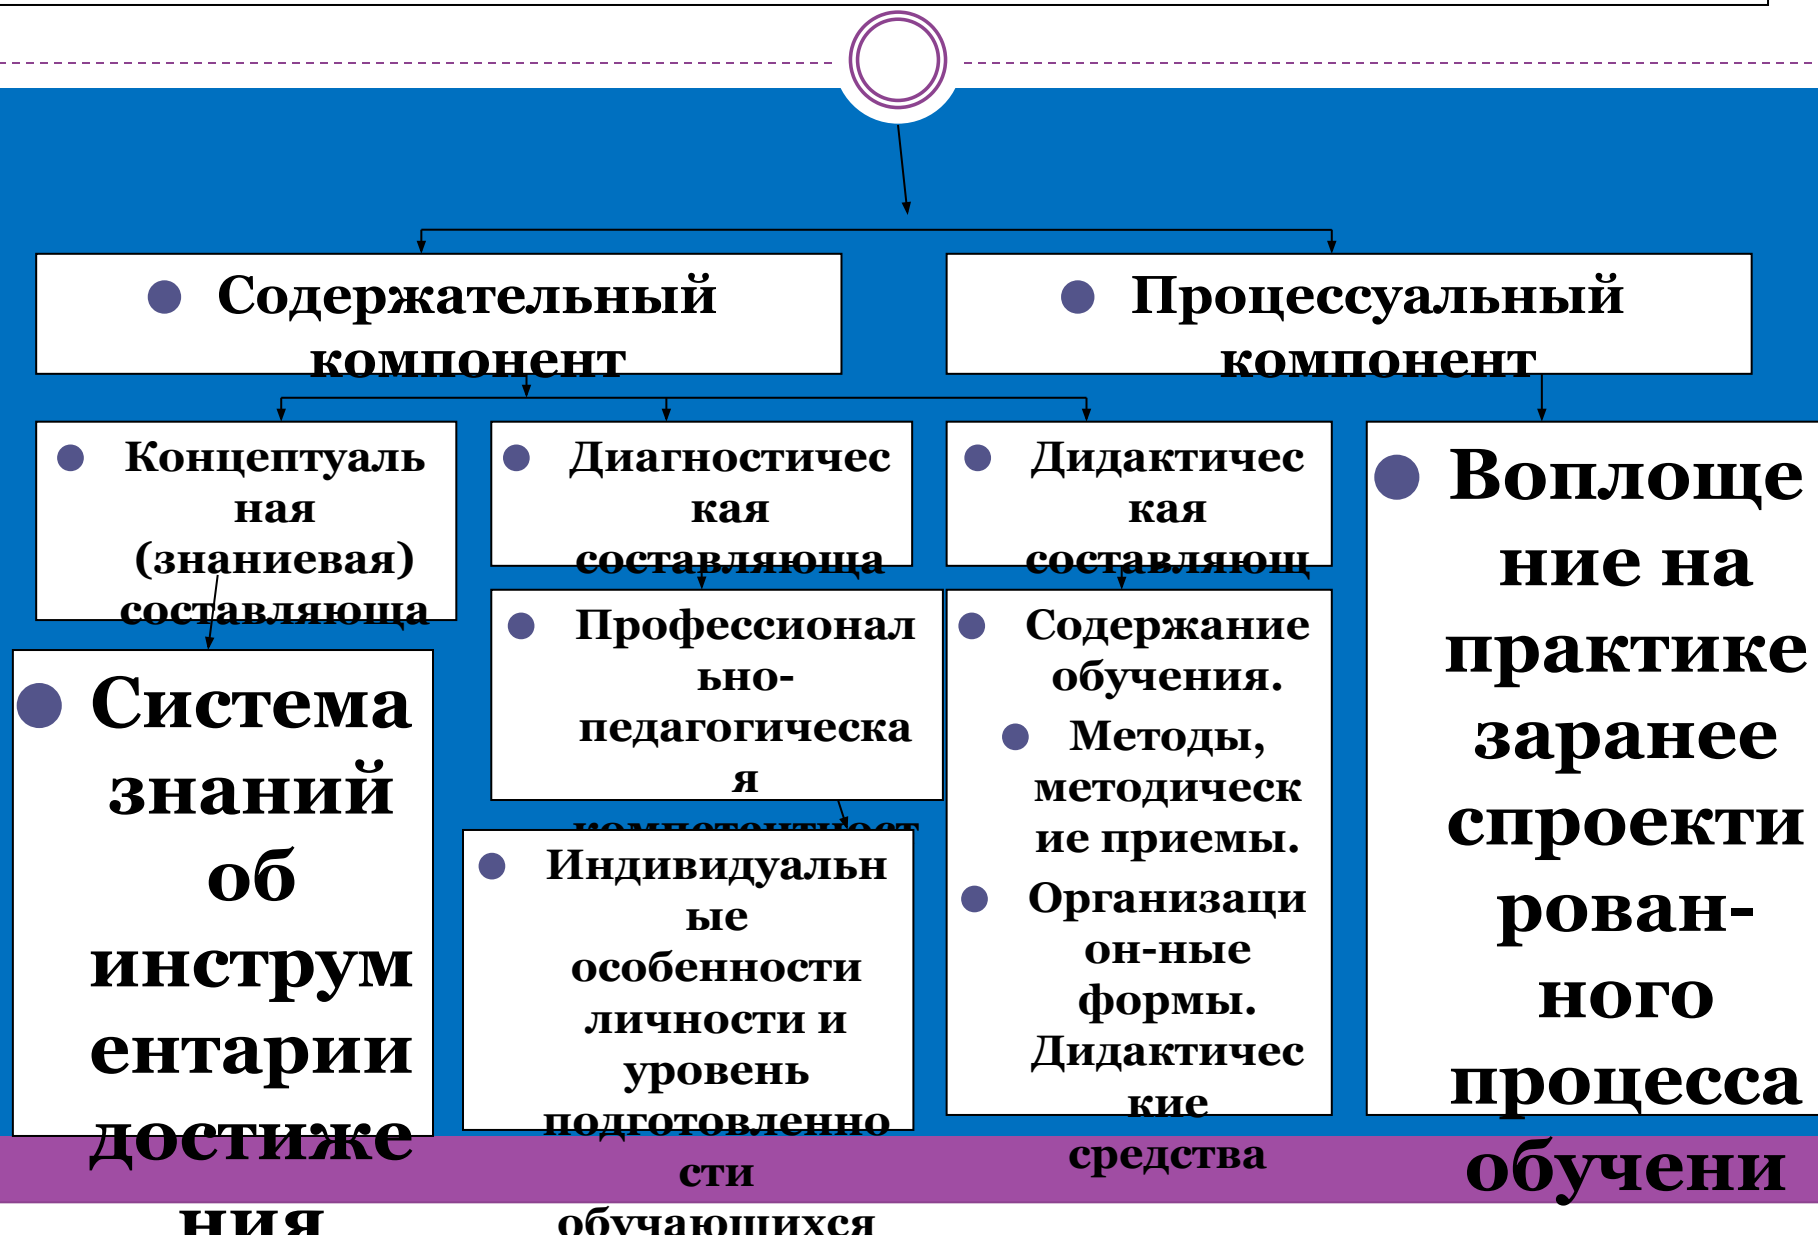 Содержательный
компонент
Процессуальный
компонент
Концептуаль
ная
(знаниевая)
составляюща
Диагностичес
кая
составляюща
Дидактичес
кая
составляющ
Воплоще
ние на
практике
заранее
спроекти
рован-
ного
процесса
обучени
Система
знаний
об
инструм
ентарии
достиже
ния
Профессионал
ьно-
педагогическа
я
компетентност
Индивидуальн
ые
особенности
личности и
уровень
подготовленно
сти
обучающихся
Содержание
обучения.
Методы,
методическ
ие приемы.
Организаци
он-ные
формы.
Дидактичес
кие
средства